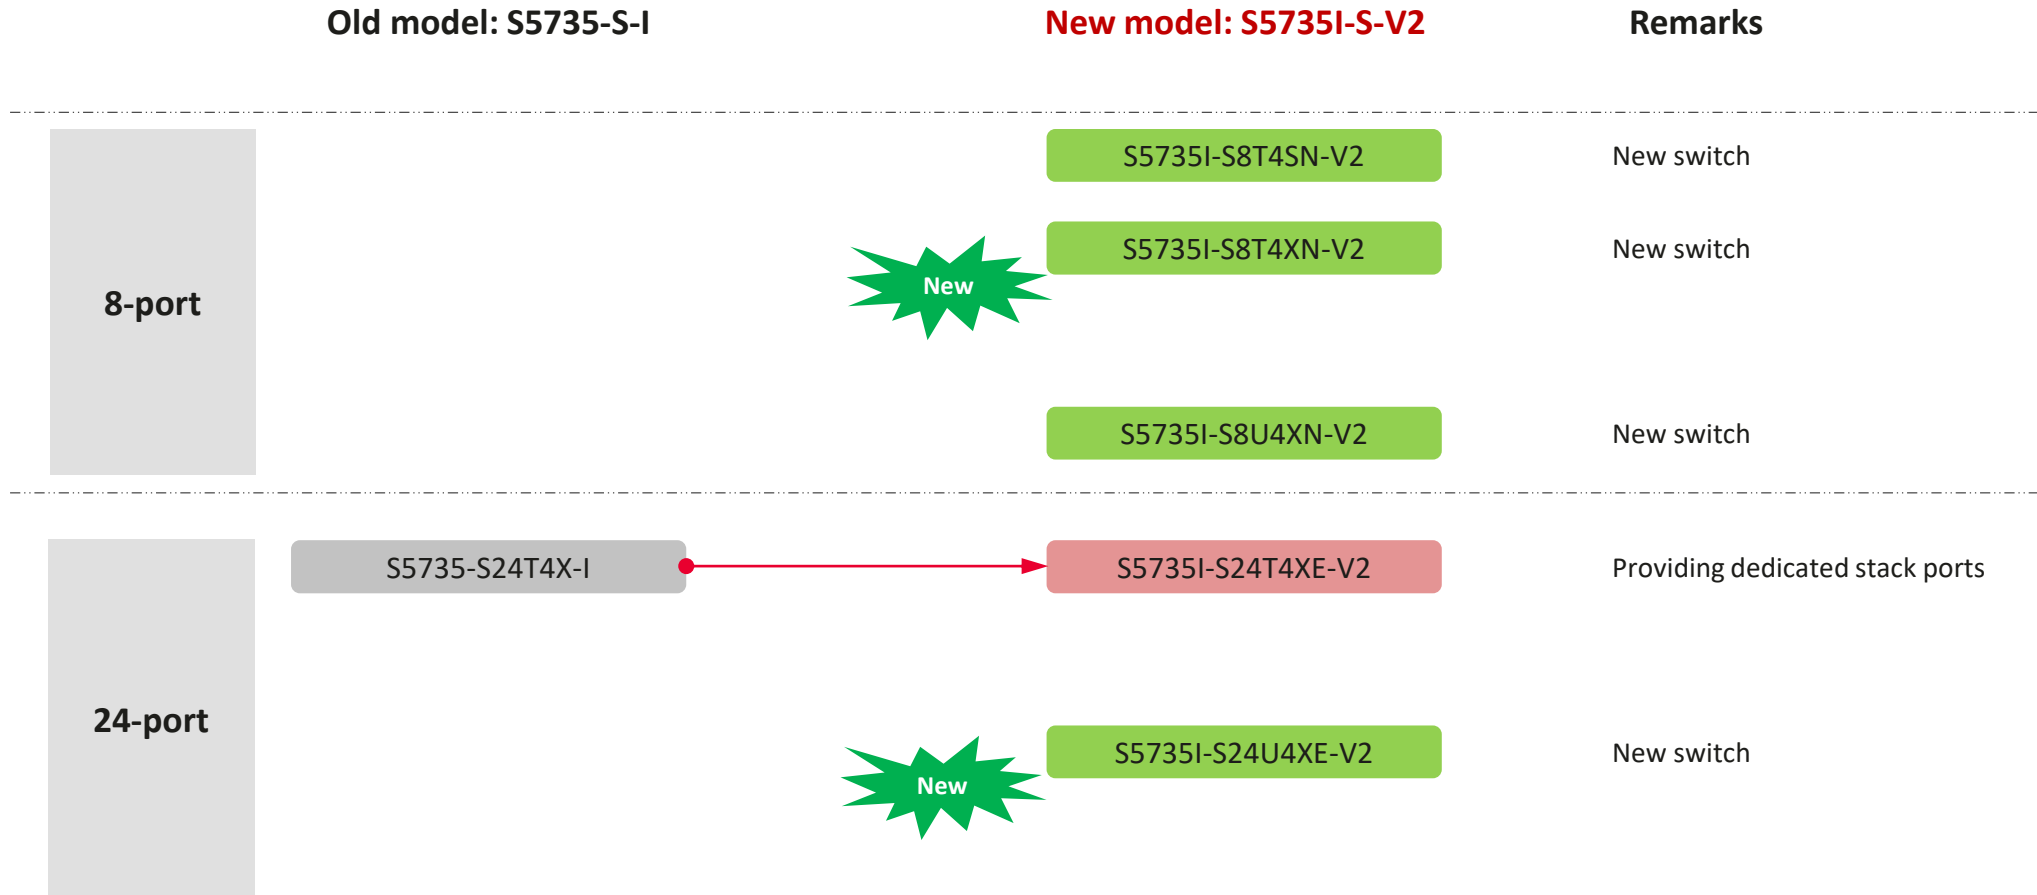 Old model: S5735-S-I
New model: S5735I-S-V2
Remarks
8-port
S5735I-S8T4SN-V2
New switch
New
S5735I-S8T4XN-V2
New switch
S5735I-S8U4XN-V2
New switch
24-port
S5735-S24T4X-I
S5735I-S24T4XE-V2
Providing dedicated stack ports
New
S5735I-S24U4XE-V2
New switch